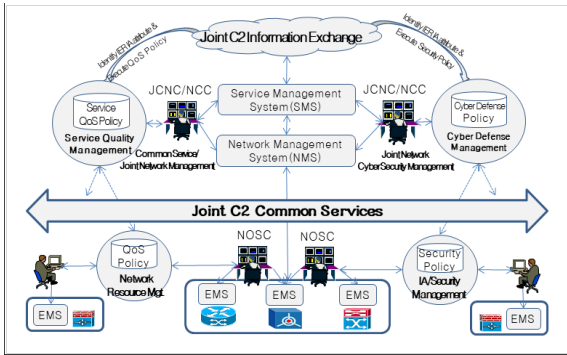 Identify IER/Attribute &
Execute QoS Policy
Joint C2 Information Exchange
Identify IER/Attribute &
Execute Security Policy
JCNC/NCC
JCNC/NCC
Service
QoS Policy
Service Quality
Management
Service Management
System (SMS)
Cyber Defense
Policy
Cyber Defense
Management
Common Service/
Joint Network Management
Network Management
System (NMS)
Joint Network
Cyber Security Management
Joint C2 Common Services
NOSC
NOSC
QoS
Policy
Network
Resource Mgt.
Security
Policy
IA/Security
Management
EMS
EMS
EMS
EMS
EMS